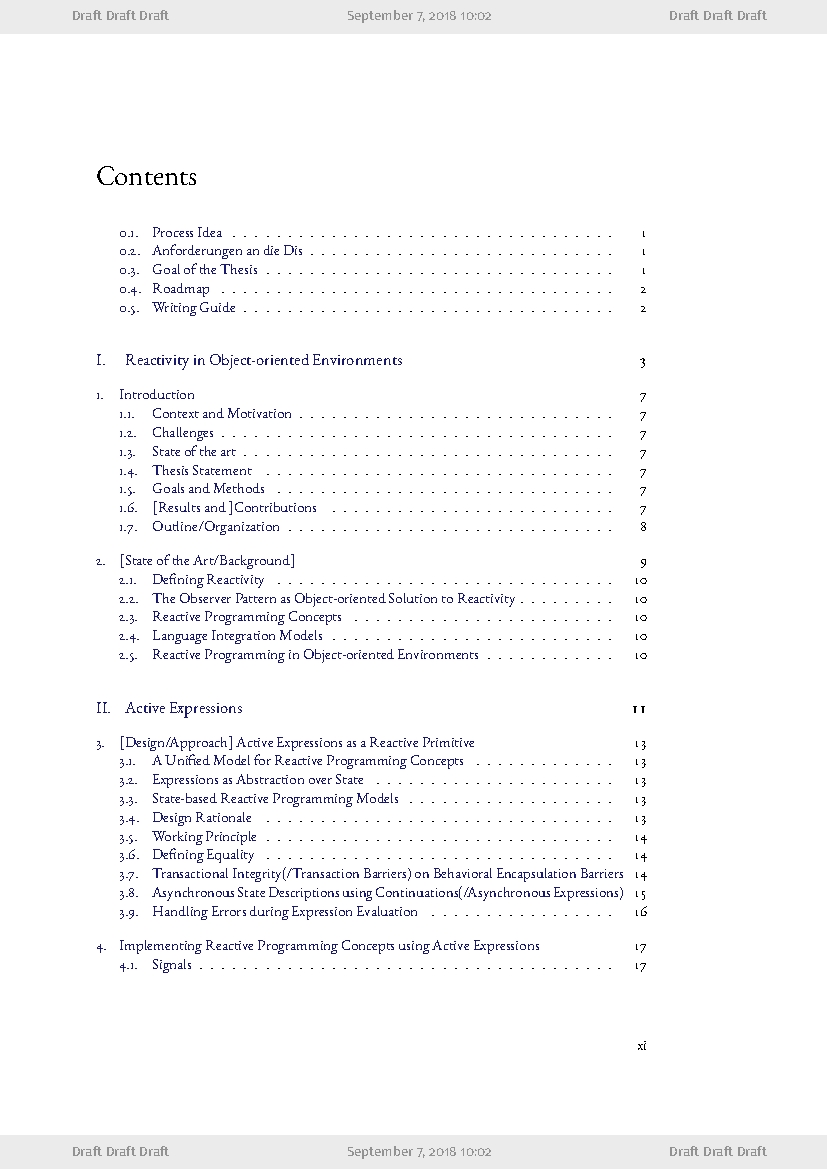 Draft Draft Draft September 7, 2018 10:02 Draft Draft Draft
Contents
0.1. Process Idea . . . . . . . . . . . . . . . . . . . . . . . . . . . . . . . . . . . 1
0.2. Anforderungen an die Dis . . . . . . . . . . . . . . . . . . . . . . . . . . . . 1
0.3. Goal of the Thesis . . . . . . . . . . . . . . . . . . . . . . . . . . . . . . . . 1
0.4. Roadmap . . . . . . . . . . . . . . . . . . . . . . . . . . . . . . . . . . . . 2
0.5. Writing Guide . . . . . . . . . . . . . . . . . . . . . . . . . . . . . . . . . . 2
I. Reactivity in Object-oriented Environments 3
1. Introduction 7
1.1. Context and Motivation . . . . . . . . . . . . . . . . . . . . . . . . . . . . . 7
1.2. Challenges . . . . . . . . . . . . . . . . . . . . . . . . . . . . . . . . . . . . 7
1.3. State of the art . . . . . . . . . . . . . . . . . . . . . . . . . . . . . . . . . . 7
1.4. Thesis Statement . . . . . . . . . . . . . . . . . . . . . . . . . . . . . . . . 7
1.5. Goals and Methods . . . . . . . . . . . . . . . . . . . . . . . . . . . . . . . 7
1.6. [Results and ]Contributions . . . . . . . . . . . . . . . . . . . . . . . . . . 7
1.7. Outline/Organization . . . . . . . . . . . . . . . . . . . . . . . . . . . . . . 8
2. [State of the Art/Background] 9
2.1. Defining Reactivity . . . . . . . . . . . . . . . . . . . . . . . . . . . . . . . 10
2.2. The Observer Pattern as Object-oriented Solution to Reactivity . . . . . . . . . 10
2.3. Reactive Programming Concepts . . . . . . . . . . . . . . . . . . . . . . . . 10
2.4. Language Integration Models . . . . . . . . . . . . . . . . . . . . . . . . . . 10
2.5. Reactive Programming in Object-oriented Environments . . . . . . . . . . . . 10
II. Active Expressions 11
3. [Design/Approach] Active Expressions as a Reactive Primitive 13
3.1. A Unified Model for Reactive Programming Concepts . . . . . . . . . . . . . 13
3.2. Expressions as Abstraction over State . . . . . . . . . . . . . . . . . . . . . . 13
3.3. State-based Reactive Programming Models . . . . . . . . . . . . . . . . . . . 13
3.4. Design Rationale . . . . . . . . . . . . . . . . . . . . . . . . . . . . . . . . 13
3.5. Working Principle . . . . . . . . . . . . . . . . . . . . . . . . . . . . . . . . 14
3.6. Defining Equality . . . . . . . . . . . . . . . . . . . . . . . . . . . . . . . . 14
3.7. Transactional Integrity(/Transaction Barriers) on Behavioral Encapsulation Barriers 14
3.8. Asynchronous State Descriptions using Continuations(/Asynchronous Expressions) 15
3.9. Handling Errors during Expression Evaluation . . . . . . . . . . . . . . . . . 16
4. Implementing Reactive Programming Concepts using Active Expressions 17
4.1. Signals . . . . . . . . . . . . . . . . . . . . . . . . . . . . . . . . . . . . . . 17
xi
Draft Draft Draft September 7, 2018 10:02 Draft Draft Draft